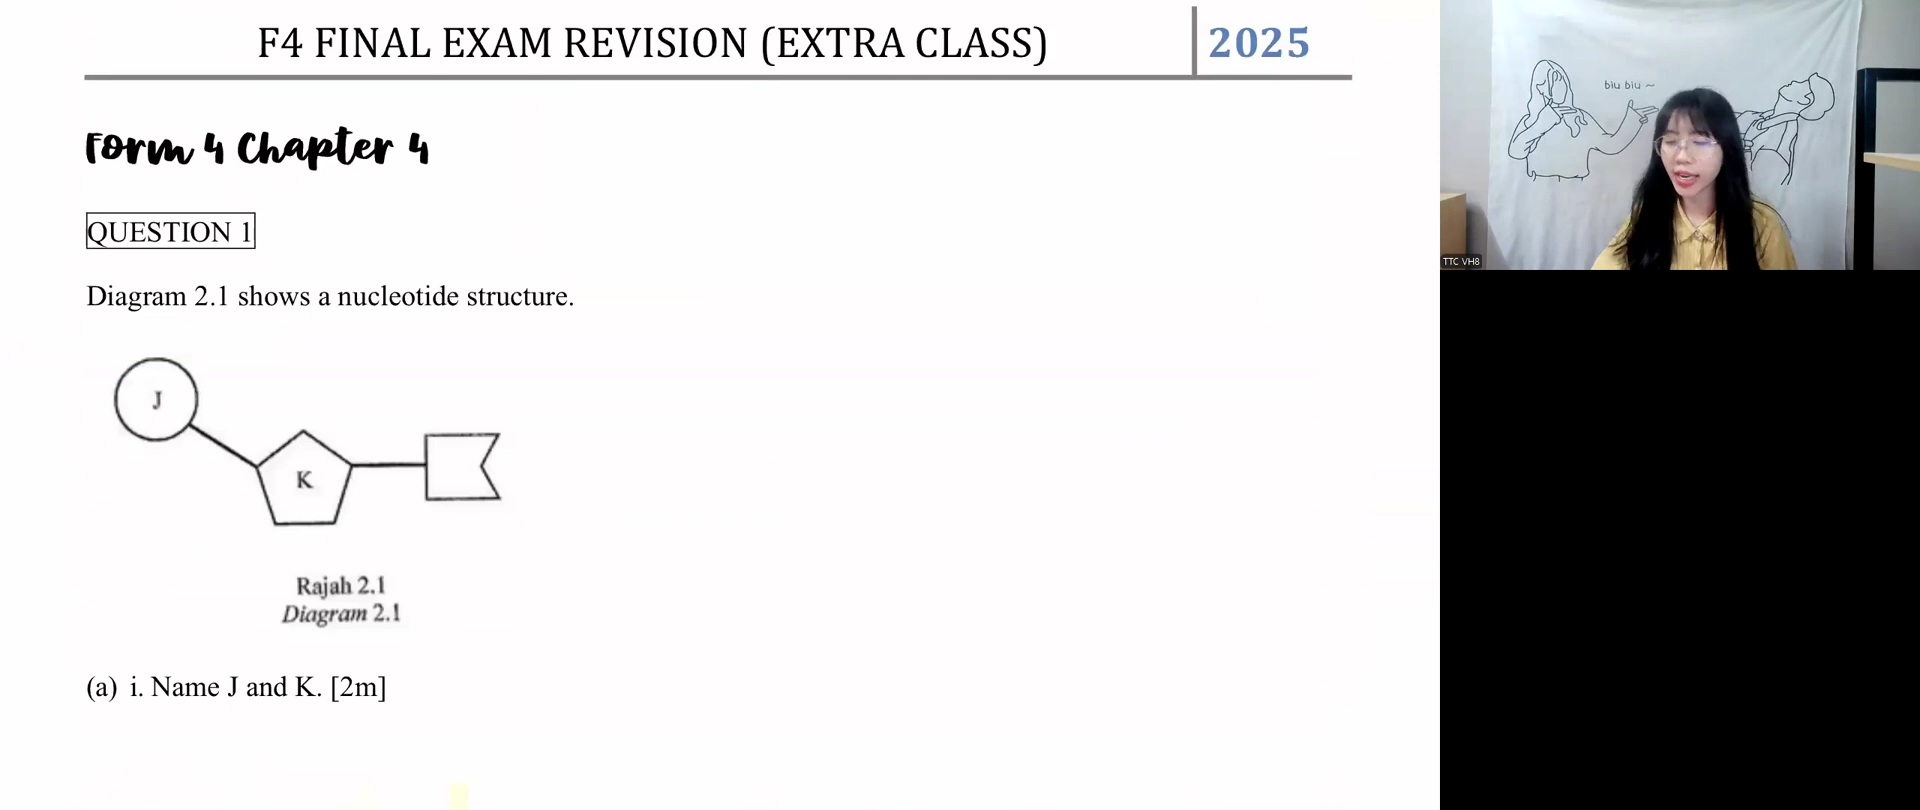 F4 FINAL EXAM REVISION (EXTRA CLASS) 2025
Form 4 Chapter 4
QUESTION 1
Diagram 2.1 shows a nucleotide structure.
J
K
Rajah 2.1
Diagram 2.1
(a) i. Name J and K. [2m]
biu biu ~
TTC VH8